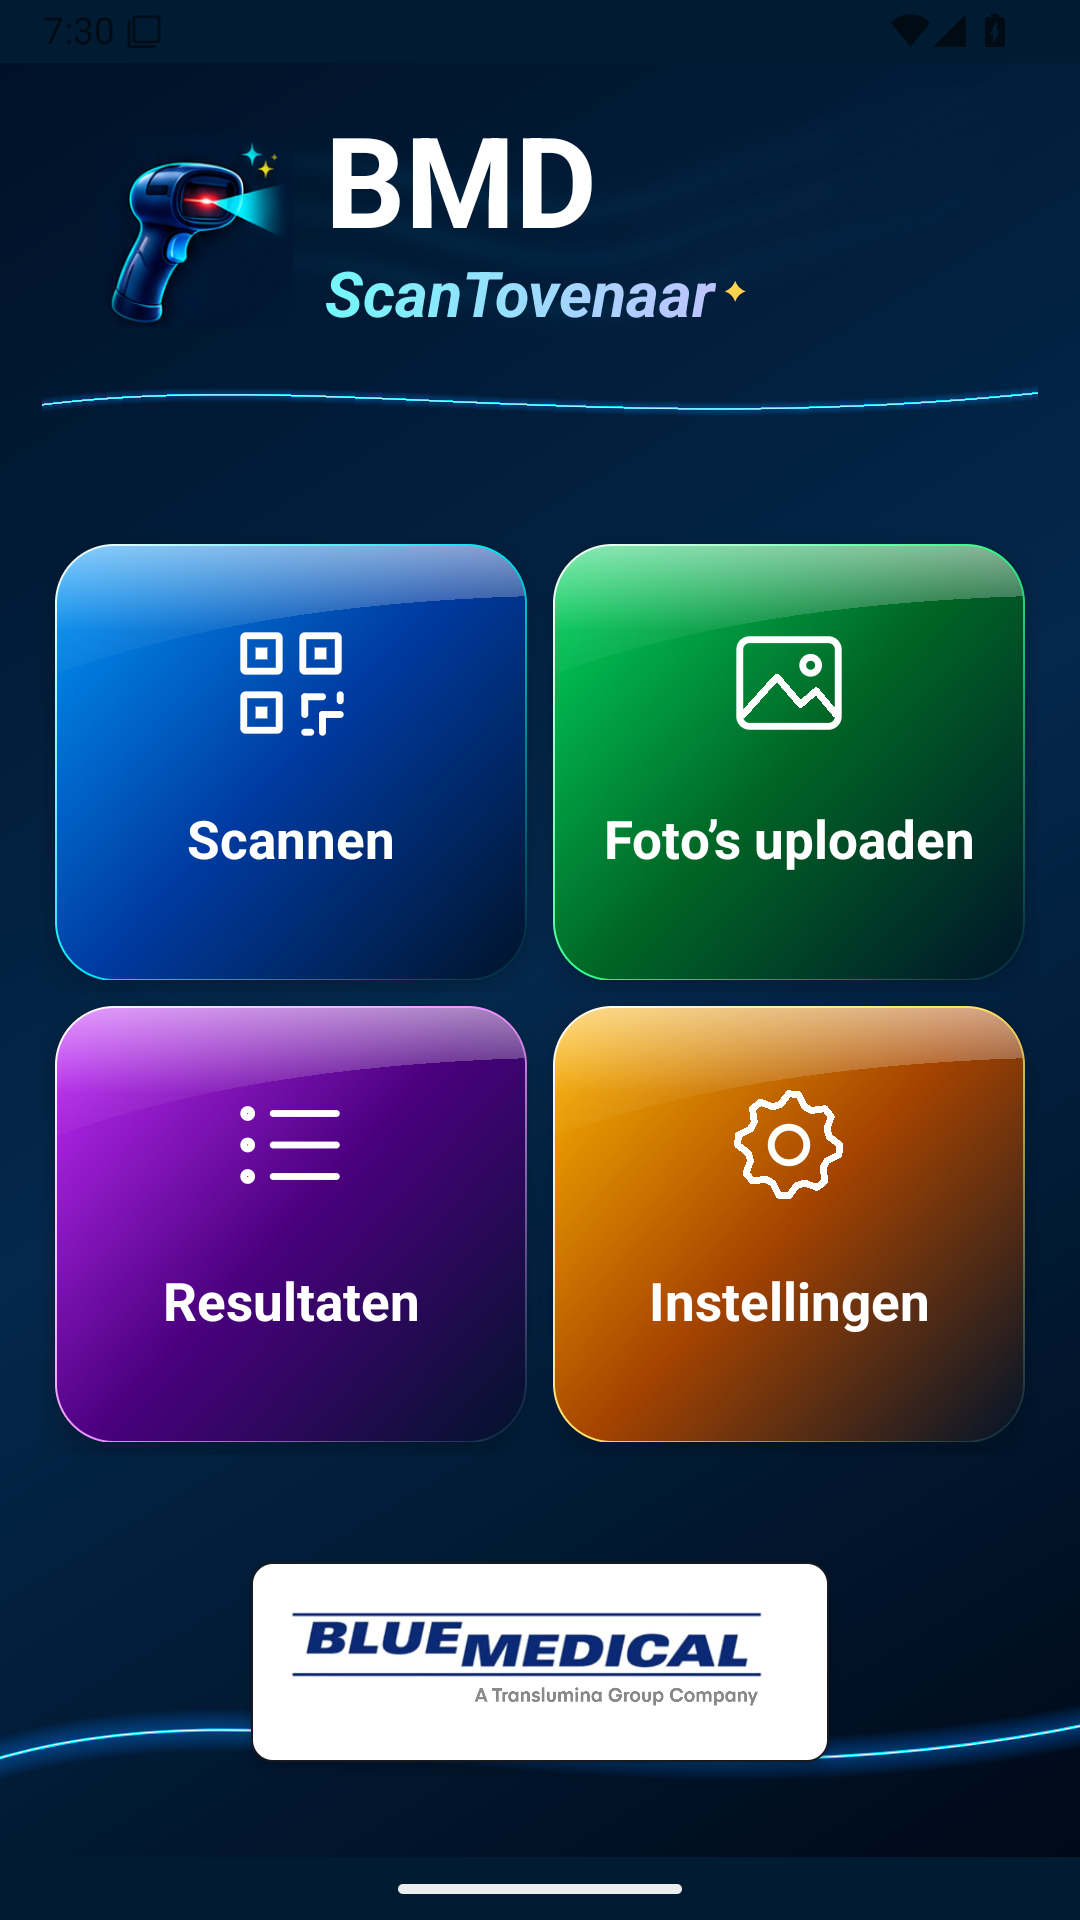 7:30
BMD
ScanTovenaar
Scannen
Foto’s uploaden
Resultaten
Instellingen
BLUEMEDICAL
A Translumina Group Company